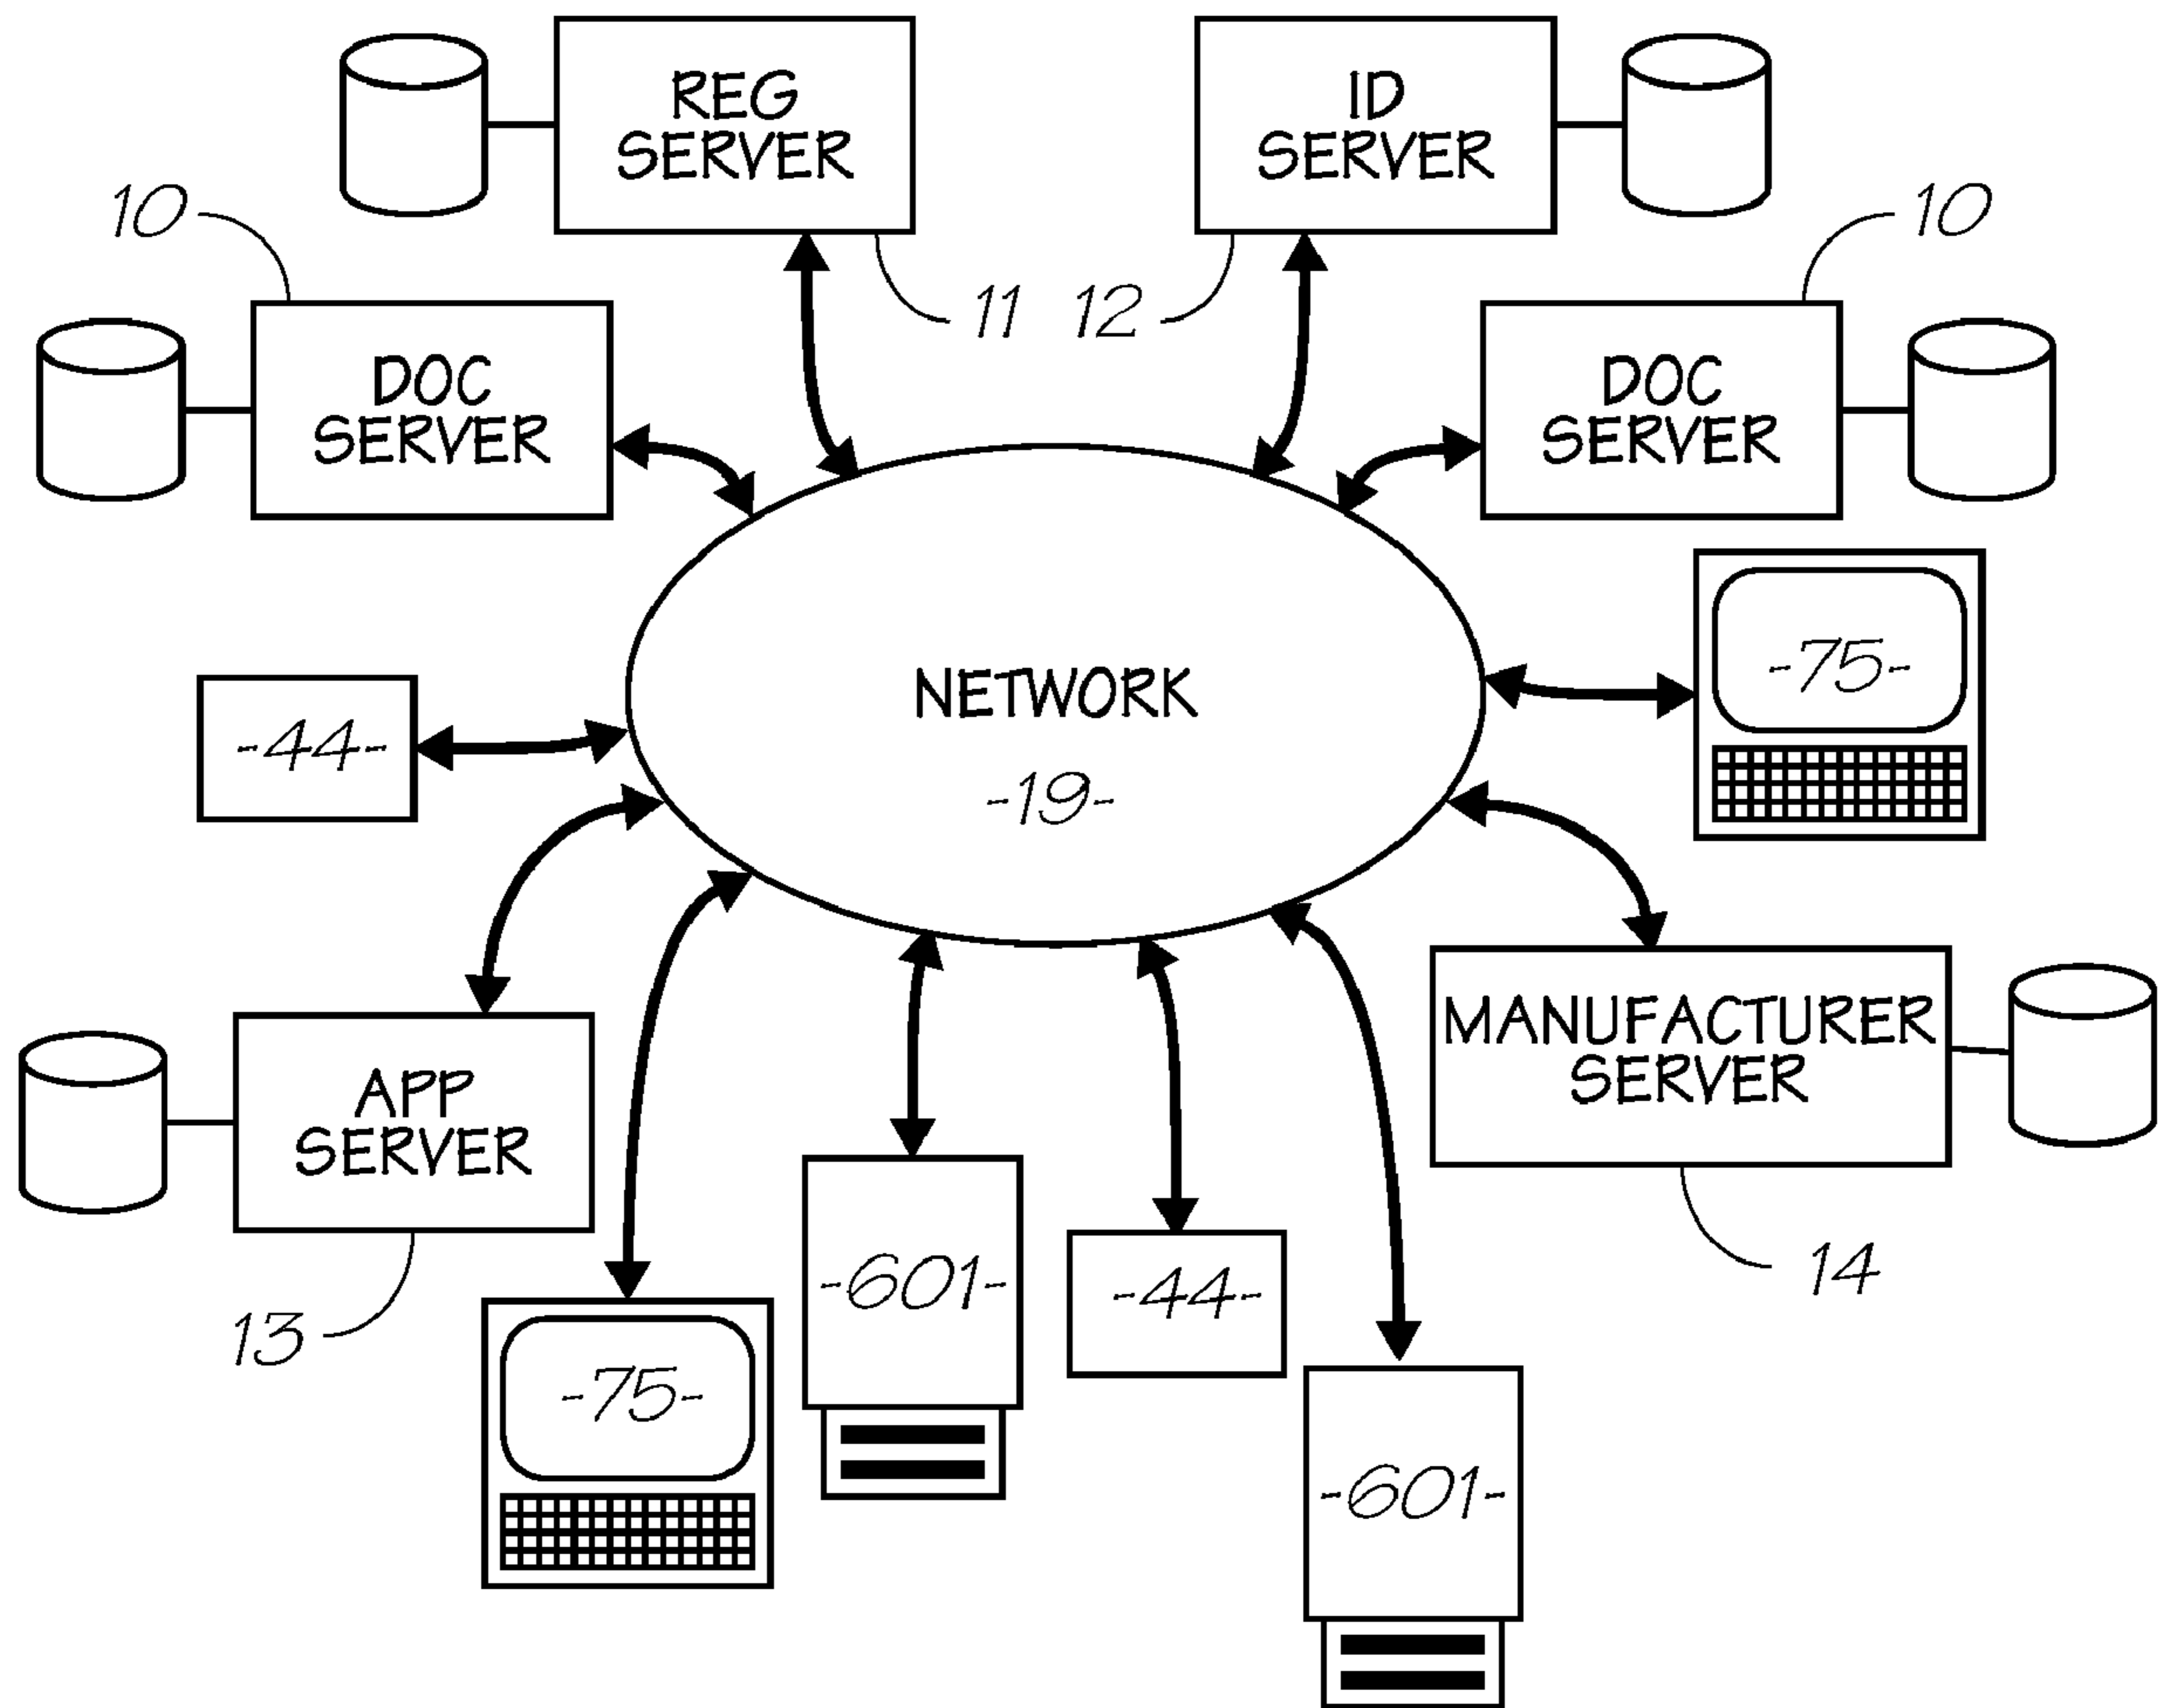 REG
SERVER
ID
SERVER
10
10
11
12
DOC
SERVER
DOC
SERVER
NETWORK
-19-
-75-
-44-
MANUFACTURER
SERVER
APP
SERVER
-601-
-44-
14
13
-75-
-601-